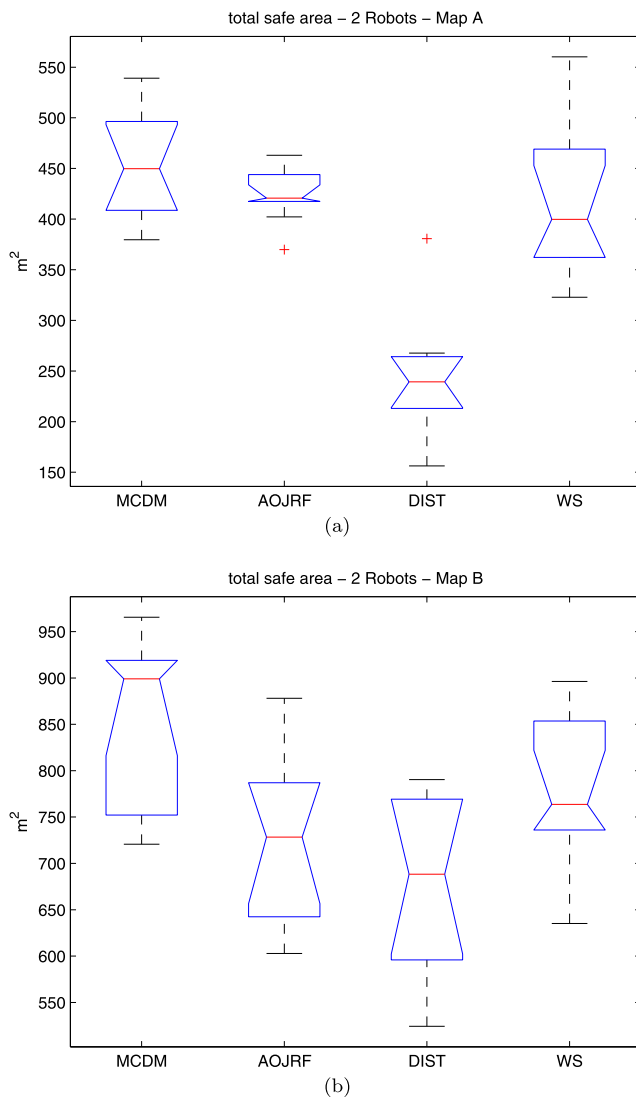 total safe area − 2 Robots − Map A
550
500
450
400
350
300
250
200
150
m²
MCDM AOJRF DIST WS
(a)
total safe area − 2 Robots − Map B
950
900
850
800
750
700
650
600
550
m²
MCDM AOJRF DIST WS
(b)